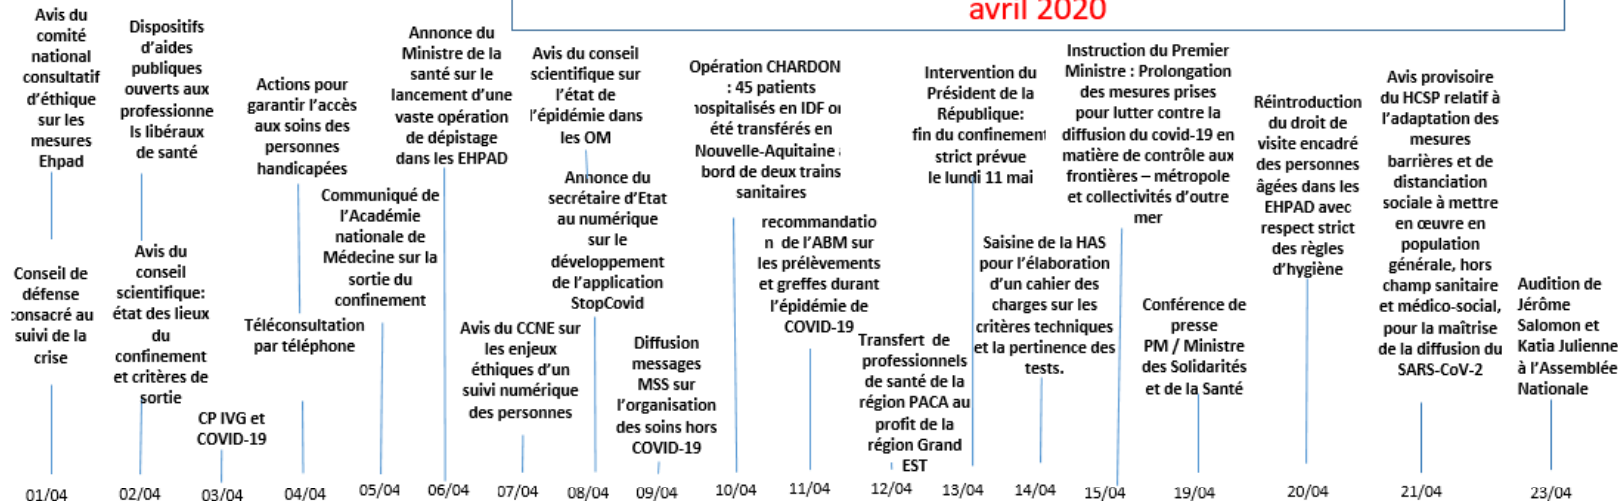 avril 2020
Avis du
comité
national
consultatif
d'éthique
sur les
mesures
Ehpad
Conseil de
défense
consacré au
suivi de la
crise
01/04
Dispositifs
d'aides
publiques
ouverts aux
professionne
ls libéraux
de santé
Avis du
conseil
scientifique:
état des lieux
du
confinement
et critères de
sortie
02/04
CP IVG et
COVID-19
03/04
Actions pour
garantir l'accès
aux soins des
personnes
handicapées
Téléconsultation
par téléphone
04/04
Communiqué de
l'Académie
nationale de
Médecine sur la
sortie du
confinement
05/04
Annonce du
Ministre de la
santé sur le
lancement d'une
vaste opération
de dépistage
dans les EHPAD
06/04
Avis du CCNE sur
les enjeux
éthiques d'un
suivi numérique
des personnes
07/04
Avis du conseil
scientifique sur
l'état de
l'épidémie dans
les OM
Annonce du
secrétaire d'Etat
au numérique
sur le
développement
de l'application
StopCovid
08/04
Diffusion
messages
MSS sur
l'organisation
des soins hors
COVID-19
09/04
Opération CHARDON
: 45 patients
hospitalisés en IDF on
été transférés en
Nouvelle-Aquitaine
bord de deux trains
sanitaires
10/04
recommandatio
n de l'ABM sur
les prélèvements
et greffes durant
l'épidémie de
COVID-19
11/04
Transfert de
professionnels
de santé de la
région PACA au
profit de la
région Grand
EST
12/04
Intervention du
Président de la
République:
fin du confinement
strict prévue
le lundi 11 mai
13/04
Saisine de la HAS
pour l'élaboration
d'un cahier des
charges sur les
critères techniques
et la pertinence des
tests.
14/04
Instruction du Premier
Ministre : Prolongation
des mesures prises
pour lutter contre la
diffusion du covid-19 en
matière de contrôle aux
frontières – métropole
et collectivités d'outre
mer
15/04
Conférence de
presse
PM / Ministre
des Solidarités
et de la Santé
19/04
Réintroduction
du droit de
visite encadré
des personnes
âgées dans les
EHPAD avec
respect strict
des règles
d'hygiène
20/04
Avis provisoire
du HCSP relatif à
l'adaptation des
mesures
barrières et de
distanciation
sociale à mettre
en œuvre en
population
générale, hors
champ sanitaire
et médico-social,
pour la maîtrise
de la diffusion du
SARS-CoV-2
21/04
Audition de
Jérôme
Salomon et
Katia Julienne
à l'Assemblée
Nationale
23/04